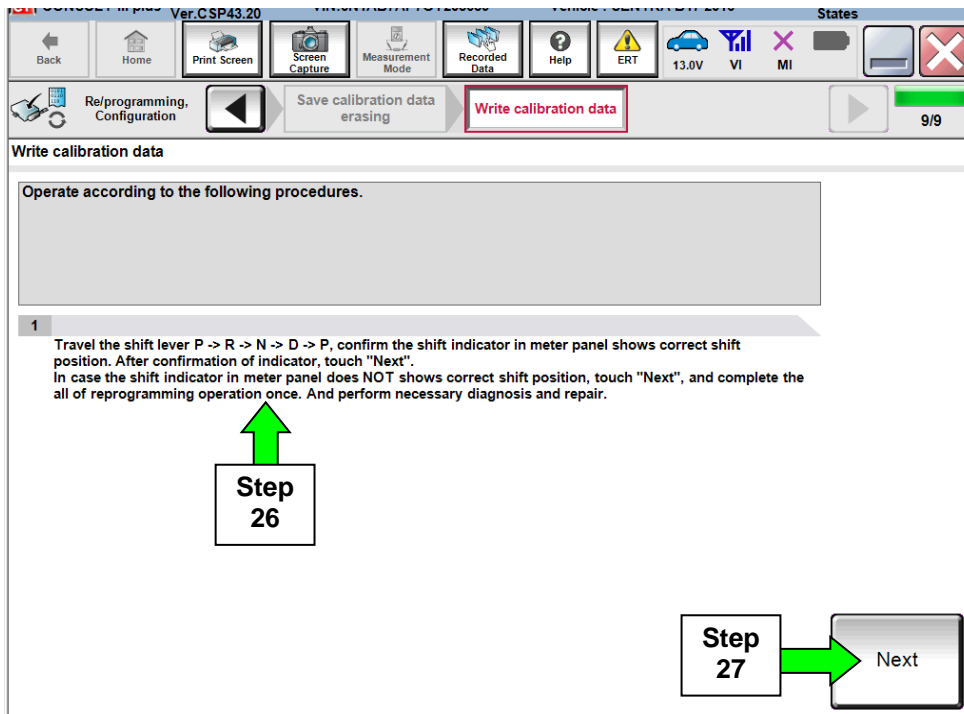 Ver.CSP43.20
States
Back
Home
Print Screen
Screen
Capture
Measurement
Mode
Recorded
Data
Help
ERT
13.0V
VI
MI
Re/programming,
Configuration
Save calibration data
erasing
Write calibration data
9/9
Write calibration data
Operate according to the following procedures.
1
Travel the shift lever P -> R -> N -> D -> P, confirm the shift indicator in meter panel shows correct shift
position. After confirmation of indicator, touch "Next".
In case the shift indicator in meter panel does NOT shows correct shift position, touch "Next", and complete the
all of reprogramming operation once. And perform necessary diagnosis and repair.
Step
26
Step
27
Next